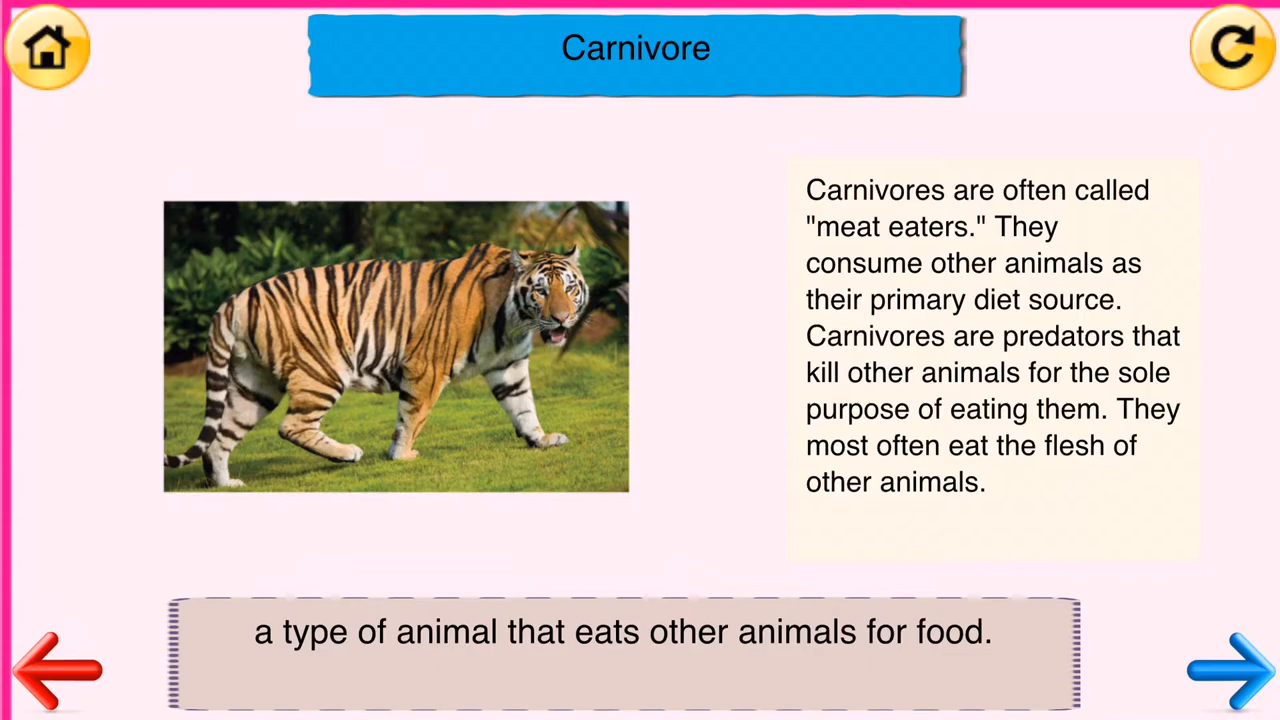 Carnivore
Carnivores are often called
"meat eaters." They
consume other animals as
their primary diet source.
Carnivores are predators that
kill other animals for the sole
purpose of eating them. They
most often eat the flesh of
other animals.
a type of animal that eats other animals for food.